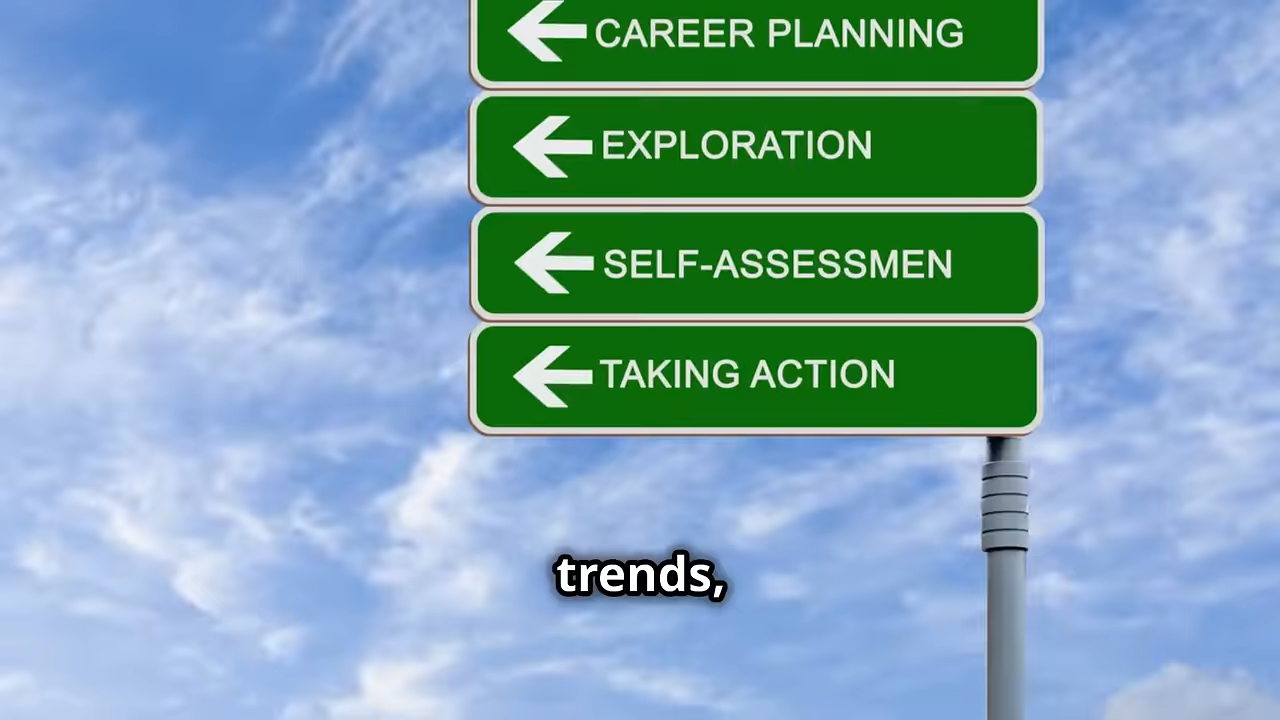 CAREER PLANNING
EXPLORATION
SELF-ASSESSMEN
TAKING ACTION
trends,